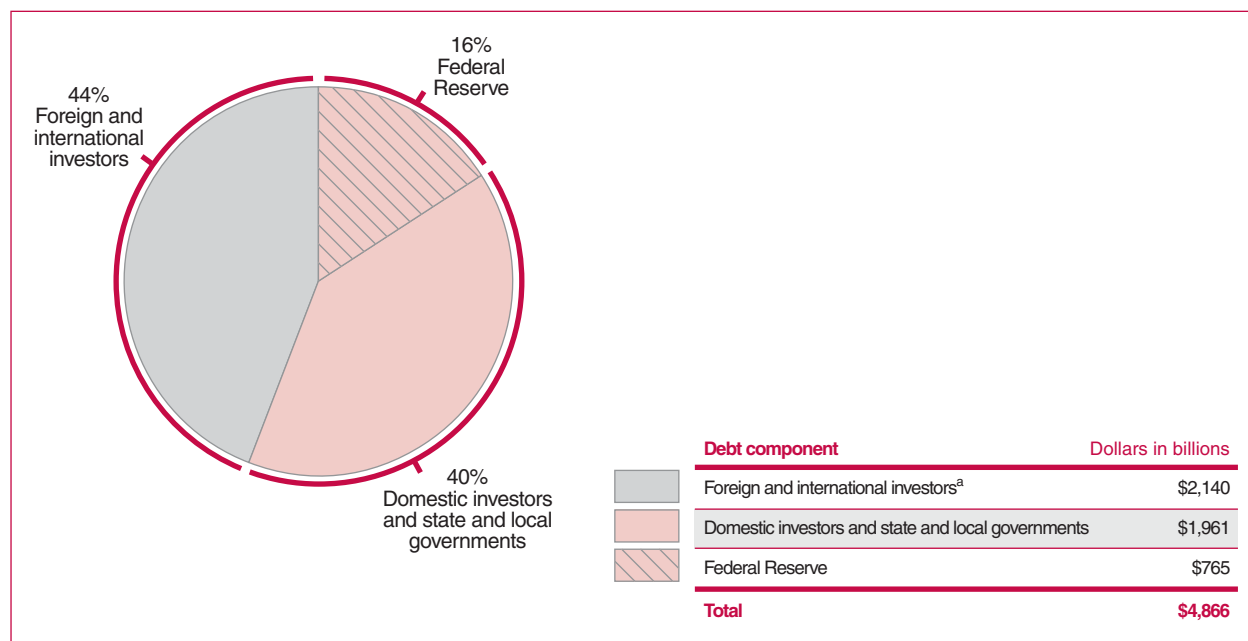 16%
Federal
Reserve
44%
Foreign and
international
investors
40%
Domestic investors
and state and local
governments
Debt component Dollars in billions
Foreign and international investorsᵃ $2,140
Domestic investors and state and local governments $1,961
Federal Reserve $765
Total $4,866